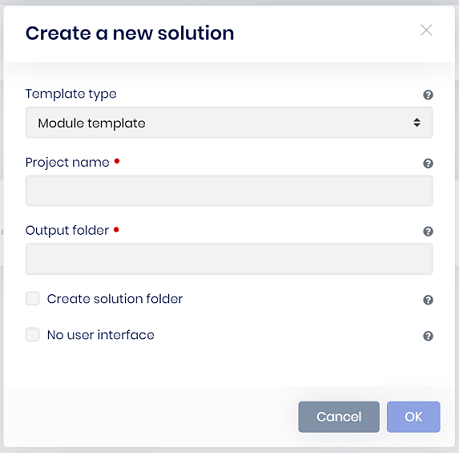 Create a new solution
Template type
Module template
Project name
Output folder
Create solution folder
No user interface
Cancel
OK